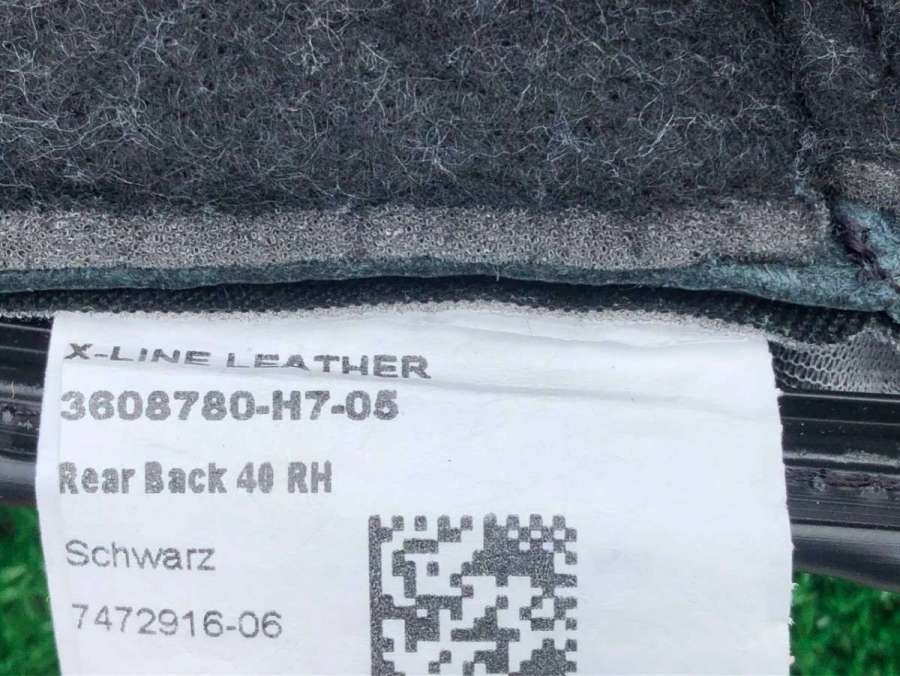 X-LINE LEATHER
3608780-H7-05
Rear Back 40 RH
Schwarz
7472916-06